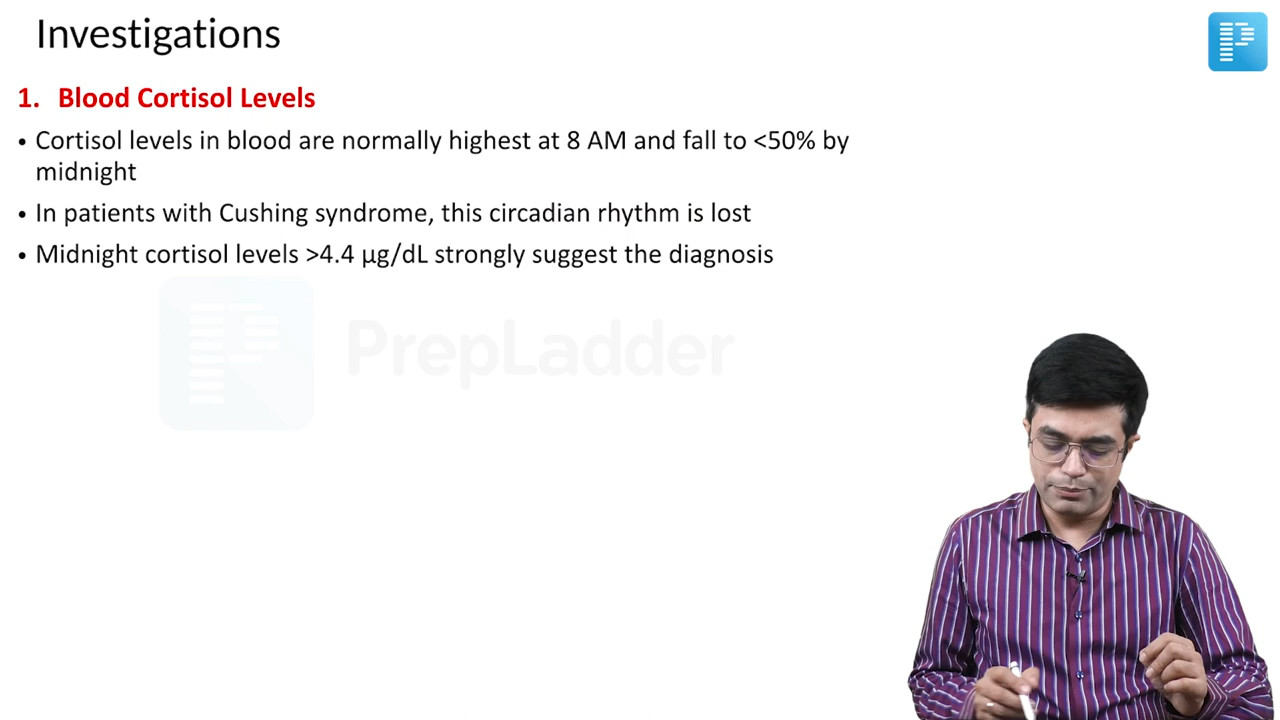 Investigations
1. Blood Cortisol Levels
• Cortisol levels in blood are normally highest at 8 AM and fall to <50% by
midnight
• In patients with Cushing syndrome, this circadian rhythm is lost
• Midnight cortisol levels >4.4 µg/dL strongly suggest the diagnosis
PrepLadder